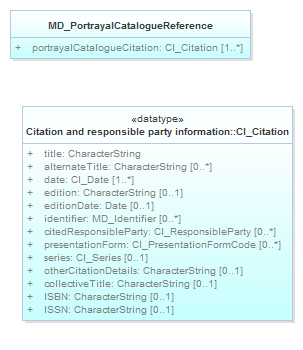 MD_PortrayalCatalogueReference
+ portrayalCatalogueCitation: CI_Citation [1..*]
«datatype»
Citation and responsible party information::CI_Citation
+ title: CharacterString
+ alternateTitle: CharacterString [0..*]
+ date: CI_Date [1..*]
+ edition: CharacterString [0..1]
+ editionDate: Date [0..1]
+ identifier: MD_Identifier [0..*]
+ citedResponsibleParty: CI_ResponsibleParty [0..*]
+ presentationForm: CI_PresentationFormCode [0..*]
+ series: CI_Series [0..1]
+ otherCitationDetails: CharacterString [0..1]
+ collectiveTitle: CharacterString [0..1]
+ ISBN: CharacterString [0..1]
+ ISSN: CharacterString [0..1]